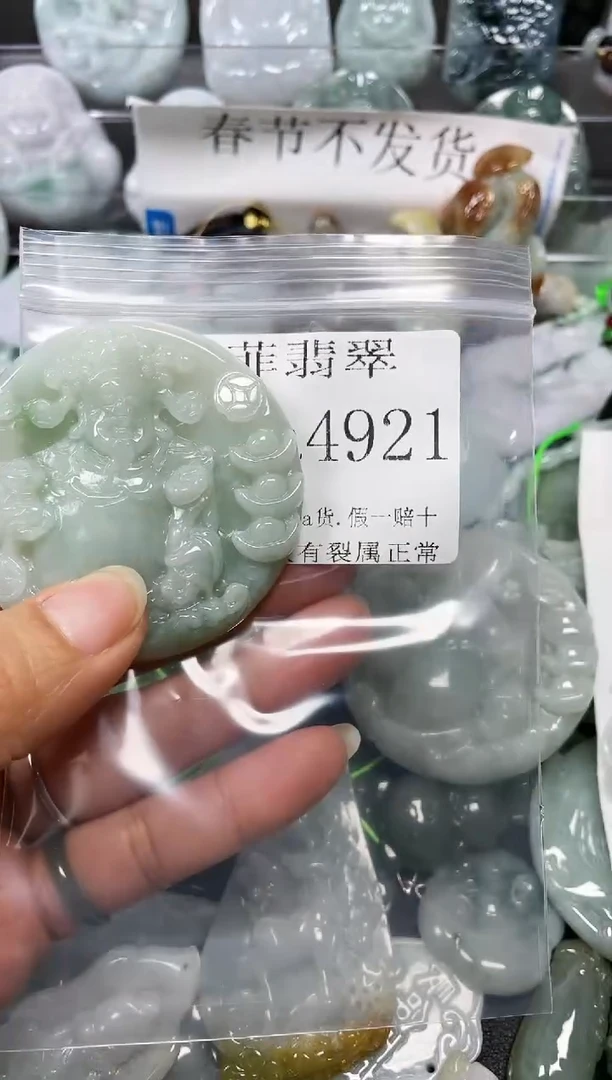 春节不发货
菲翡翠
.4921
a货.假一赔十
有裂属正常